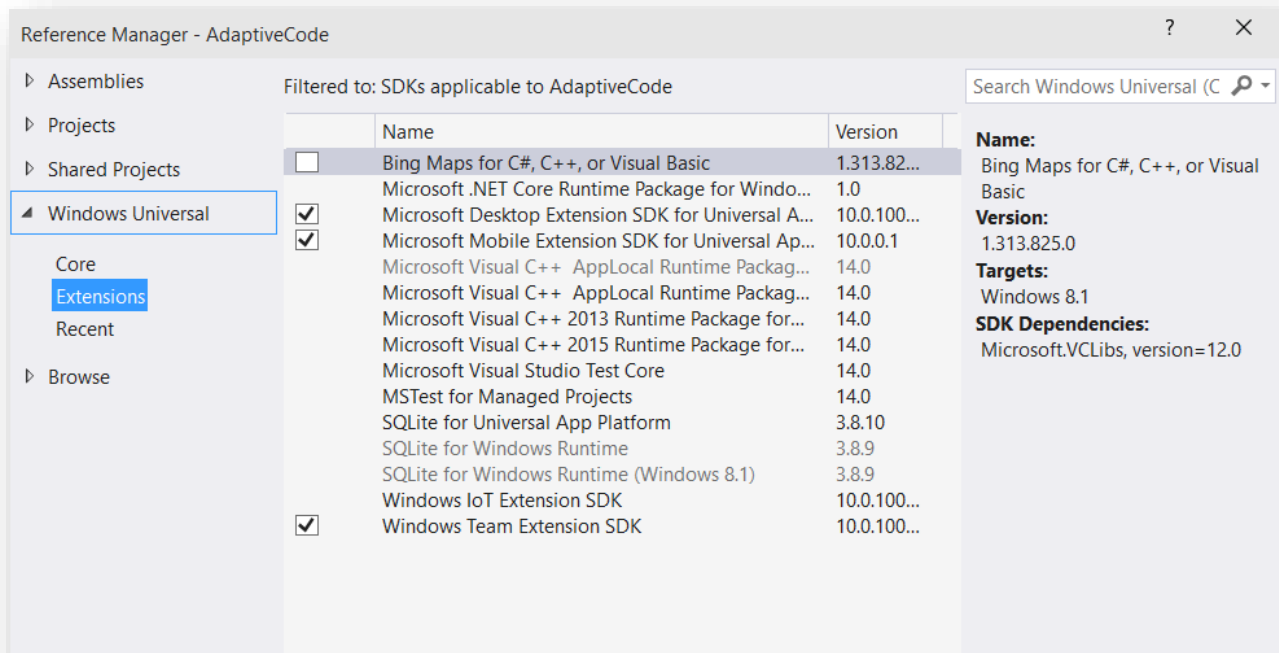 Reference Manager - AdaptiveCode
?
Assemblies
Projects
Shared Projects
Windows Universal
Core
Extensions
Recent
Browse
Filtered to: SDKs applicable to AdaptiveCode
Name Version
Bing Maps for C#, C++, or Visual Basic 1.313.82...
Microsoft .NET Core Runtime Package for Windo... 1.0
Microsoft Desktop Extension SDK for Universal A... 10.0.100...
Microsoft Mobile Extension SDK for Universal Ap... 10.0.0.1
Microsoft Visual C++ AppLocal Runtime Packag... 14.0
Microsoft Visual C++ AppLocal Runtime Packag... 14.0
Microsoft Visual C++ 2013 Runtime Package for... 14.0
Microsoft Visual C++ 2015 Runtime Package for... 14.0
Microsoft Visual Studio Test Core 14.0
MSTest for Managed Projects 14.0
SQLite for Universal App Platform 3.8.10
SQLite for Windows Runtime 3.8.9
SQLite for Windows Runtime (Windows 8.1) 3.8.9
Windows IoT Extension SDK 10.0.100...
Windows Team Extension SDK 10.0.100...
Search Windows Universal (C
Name:
Bing Maps for C#, C++, or Visual
Basic
Version:
1.313.825.0
Targets:
Windows 8.1
SDK Dependencies:
Microsoft.VCLibs, version=12.0